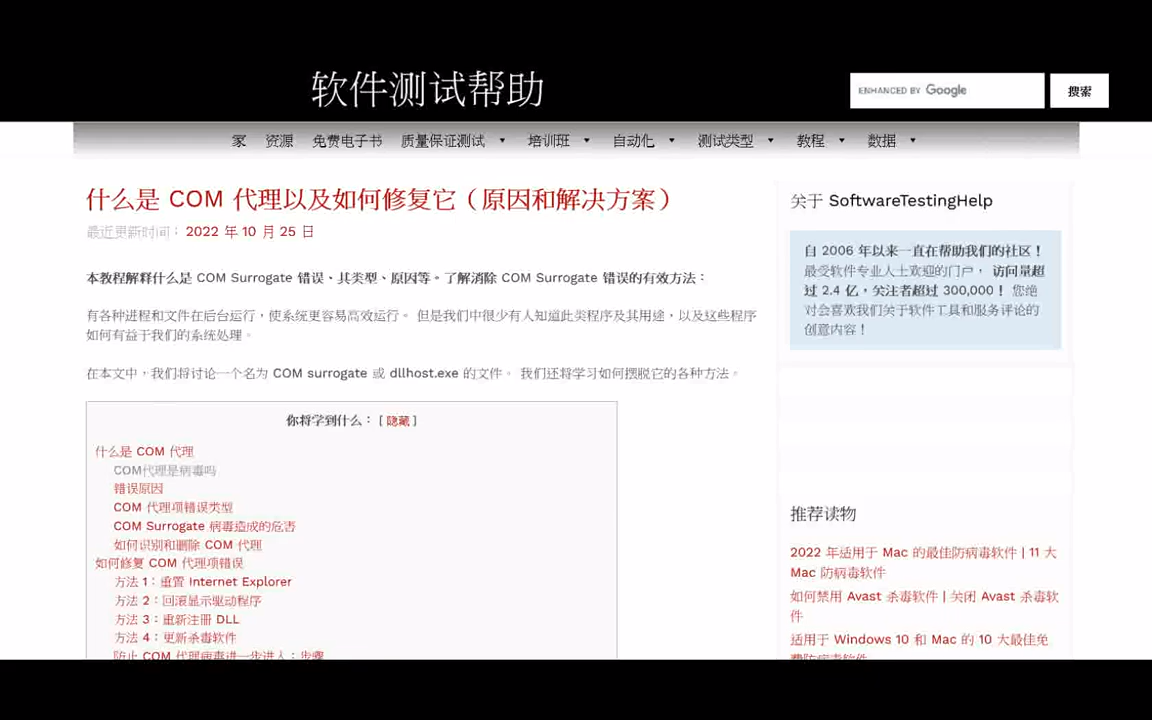 软件测试帮助
ENHANCED BY Google
搜索
家 资源 免费电子书 质量保证测试 培训班 自动化 测试类型 教程 数据
什么是 COM 代理以及如何修复它（原因和解决方案）
最近更新时间：2022 年 10 月 25 日
本教程解释什么是 COM Surrogate 错误、其类型、原因等。了解消除 COM Surrogate 错误的有效方法：
有各种进程和文件在后台运行，使系统更容易高效运行。 但是我们中很少有人知道此类程序及其用途，以及这些程序
如何有益于我们的系统处理。
在本文中，我们将讨论一个名为 COM surrogate 或 dllhost.exe 的文件。 我们还将学习如何摆脱它的各种方法。
你将学到什么： [ 隐藏 ]
什么是 COM 代理
COM代理是病毒吗
错误原因
COM 代理项错误类型
COM Surrogate 病毒造成的危害
如何识别和删除 COM 代理
如何修复 COM 代理项错误
方法 1：重置 Internet Explorer
方法 2：回滚显示驱动程序
方法 3：重新注册 DLL
方法 4：更新杀毒软件
防止 COM 代理病毒进一步进入：步骤
关于 SoftwareTestingHelp
自 2006 年以来一直在帮助我们的社区！
最受软件专业人士欢迎的门户， 访问量超
过 2.4 亿，关注者超过 300,000！ 您绝
对会喜欢我们关于软件工具和服务评论的
创意内容！
推荐读物
2022 年适用于 Mac 的最佳防病毒软件 | 11 大
Mac 防病毒软件
如何禁用 Avast 杀毒软件 | 关闭 Avast 杀毒软
件
适用于 Windows 10 和 Mac 的 10 大最佳免
费防病毒软件